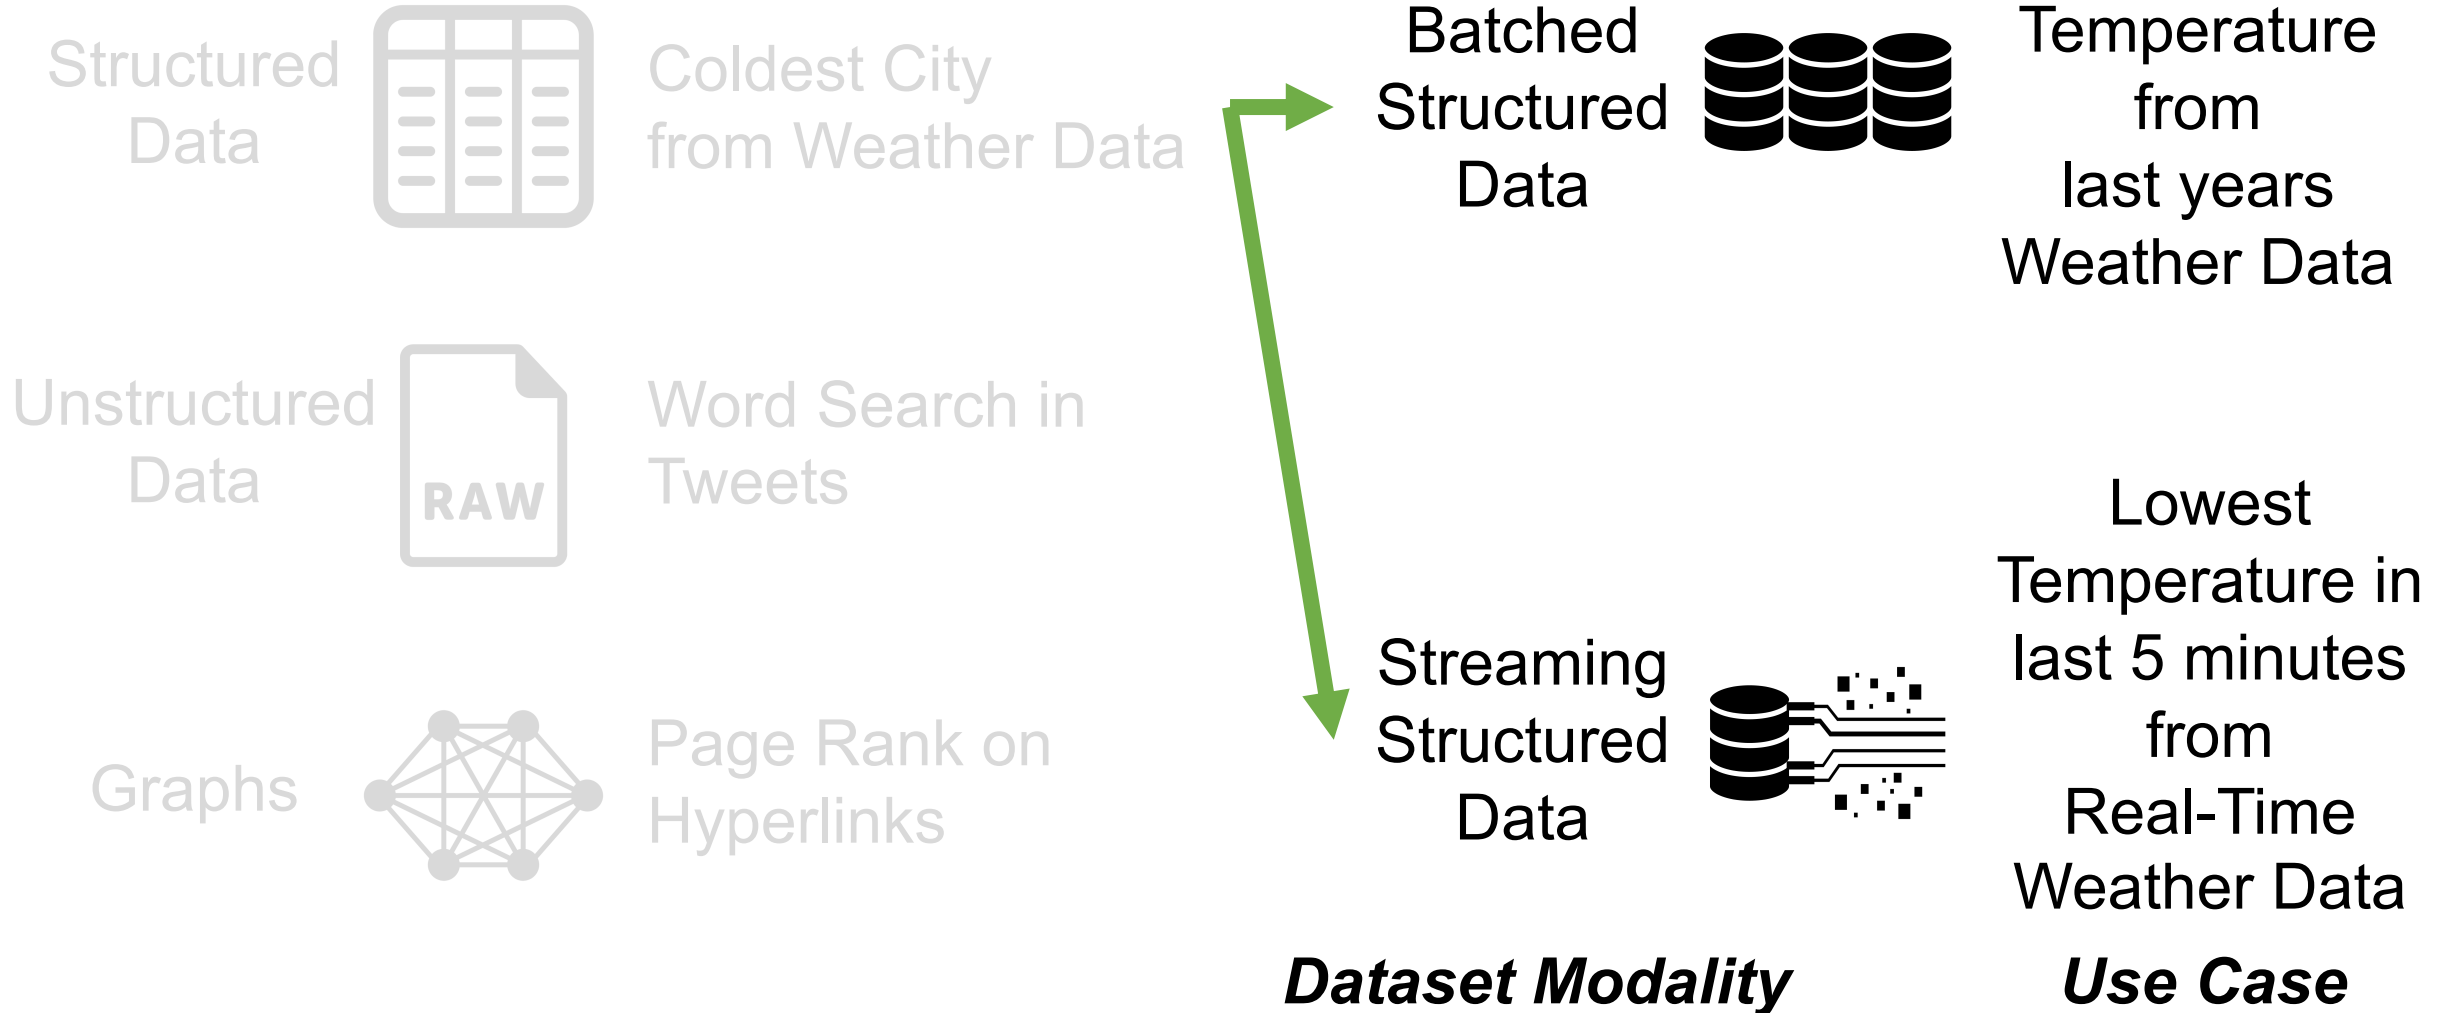 Structured
Data
Coldest City
from Weather Data
Unstructured
Data
RAW
Word Search in
Tweets
Graphs
Page Rank on
Hyperlinks
Batched
Structured
Data
Temperature
from
last years
Weather Data
Streaming
Structured
Data
Lowest
Temperature in
last 5 minutes
from
Real-Time
Weather Data
Dataset Modality
Use Case